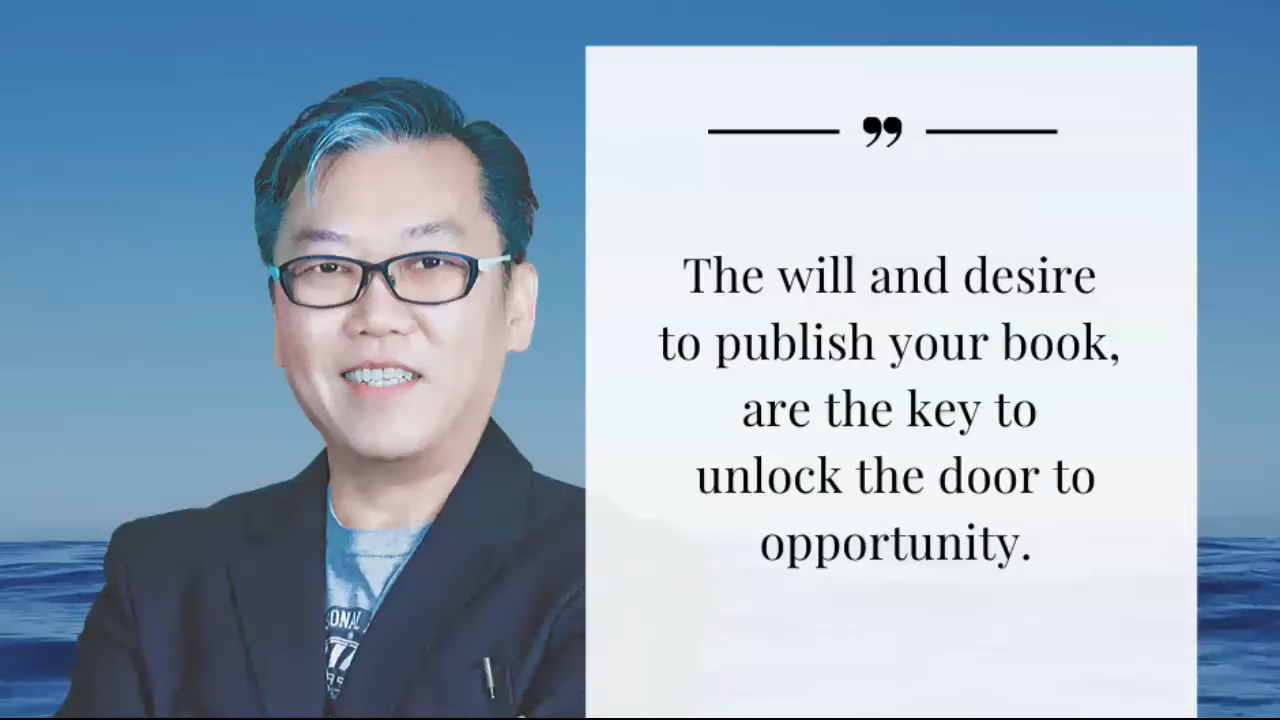 ❞
The will and desire
to publish your book,
are the key to
unlock the door to
opportunity.